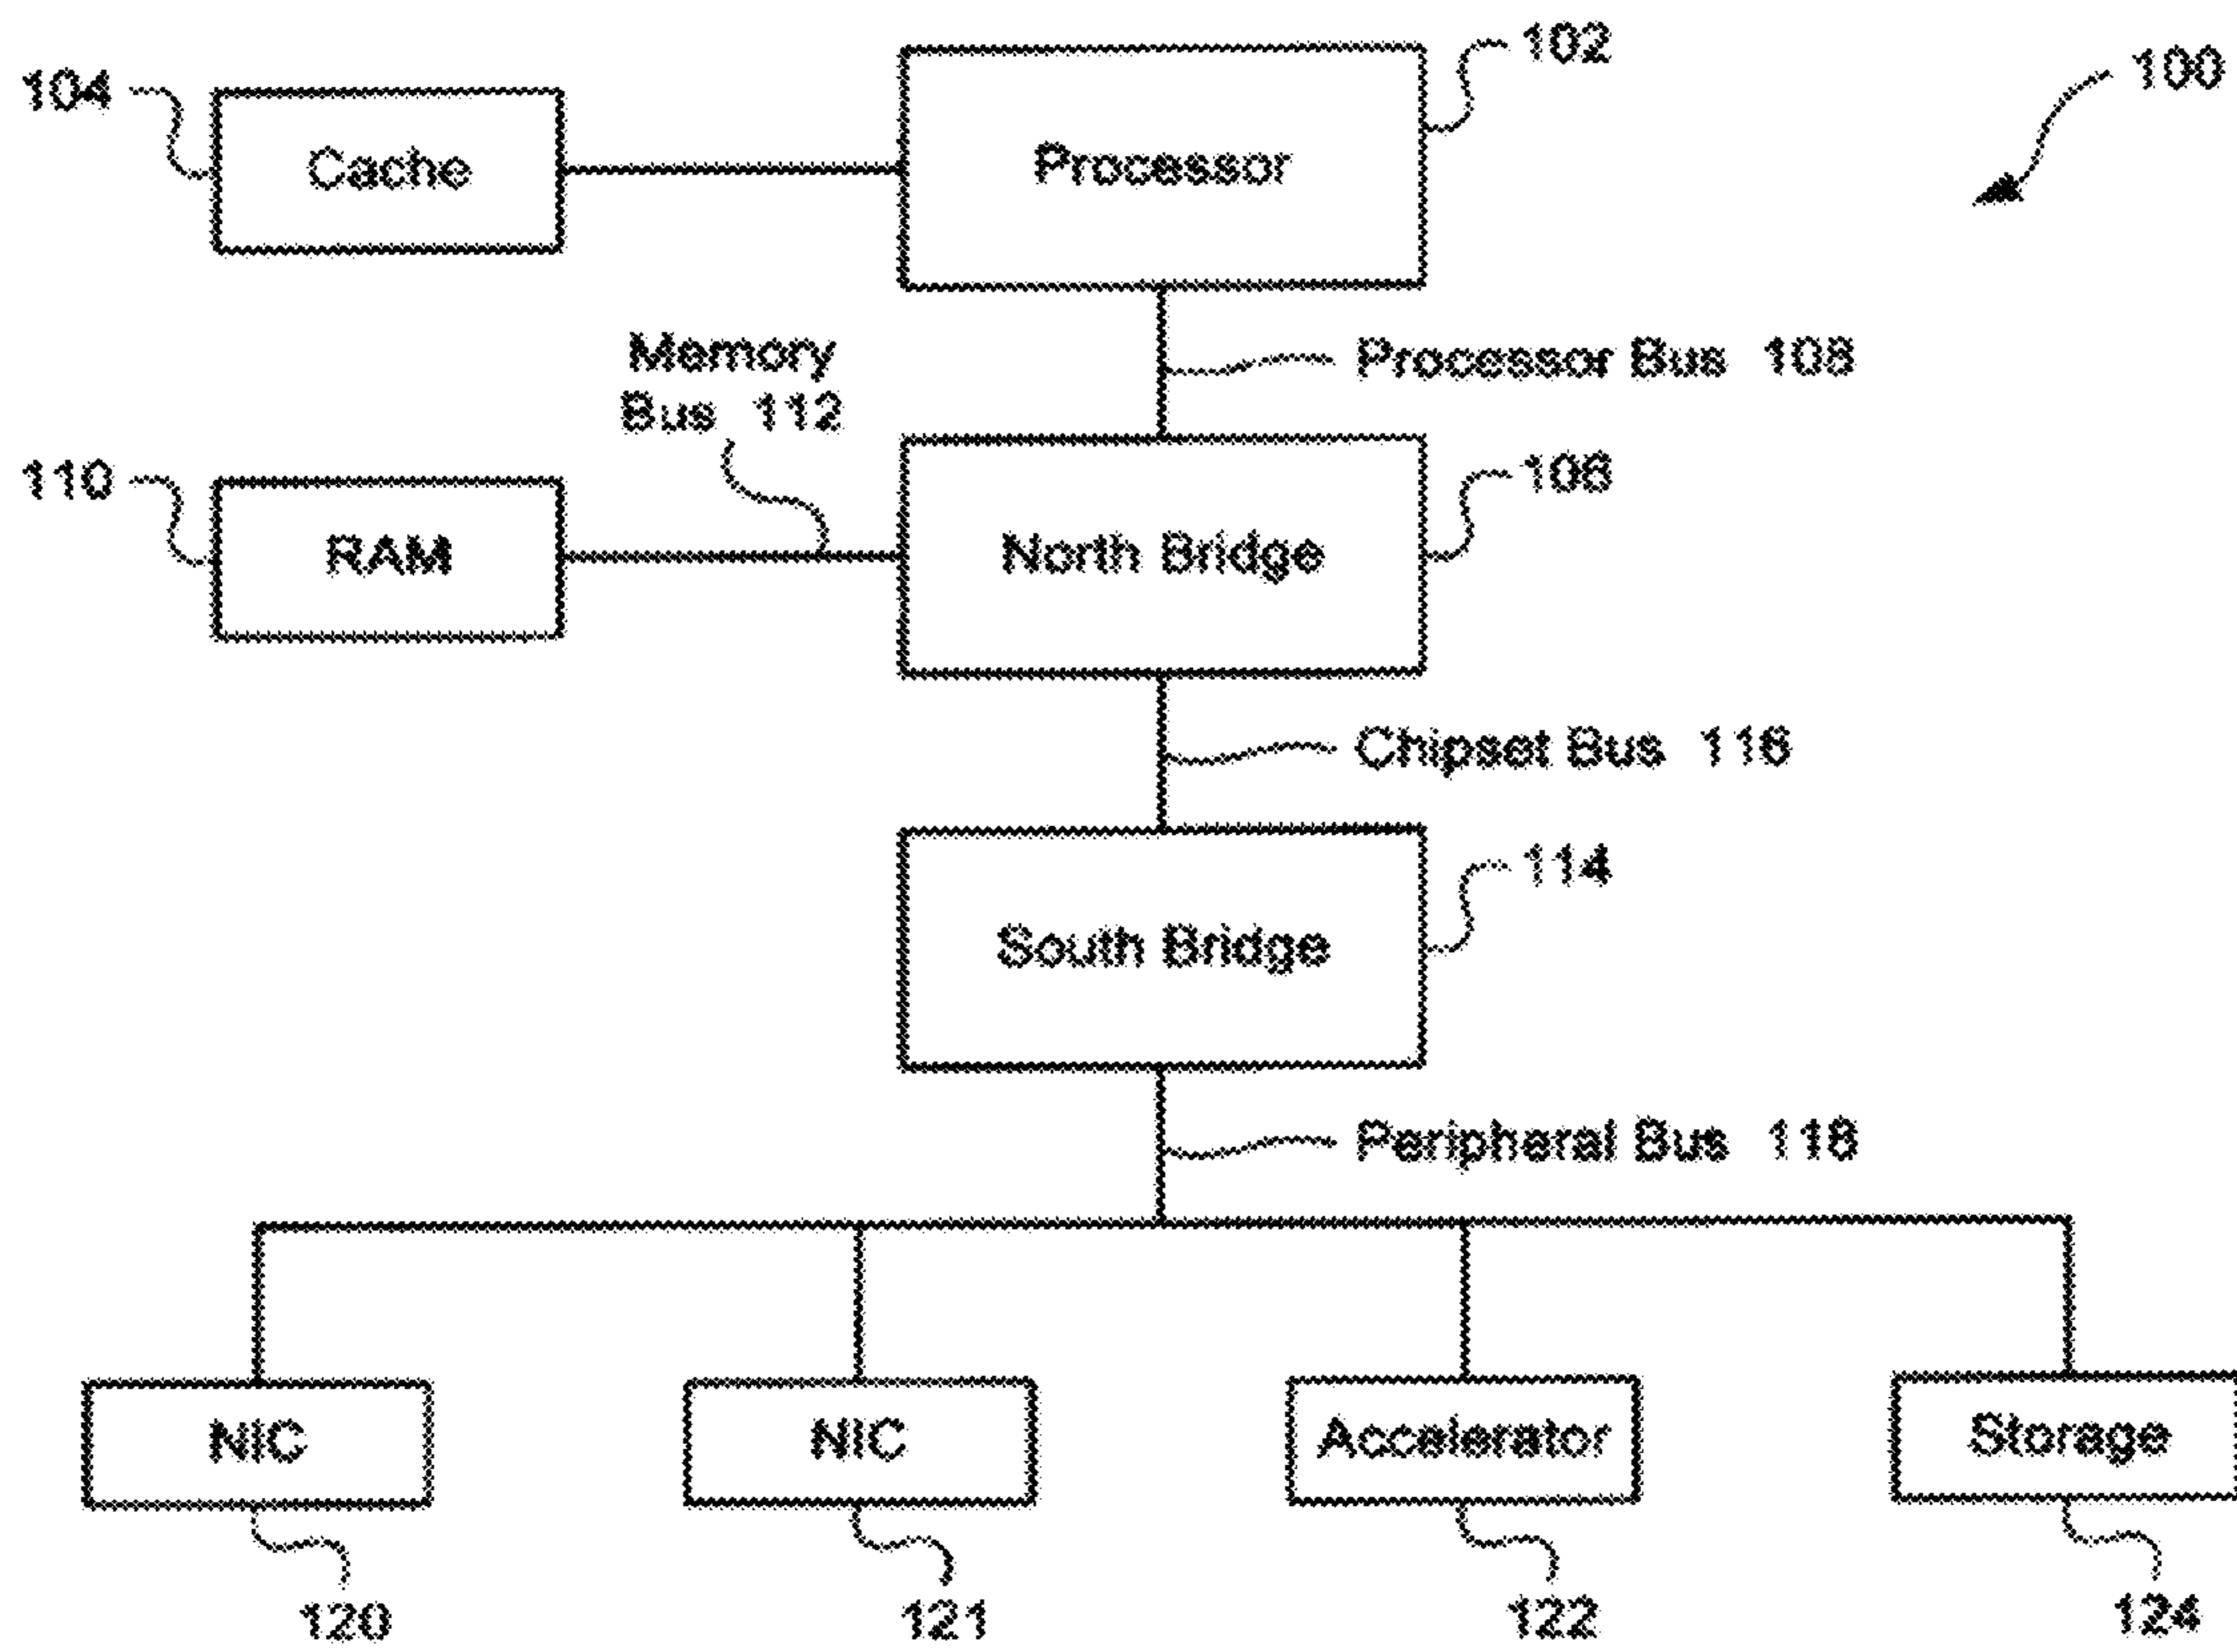 102
100
104
Cache
Processor
Memory
Bus 112
Processor Bus 108
110
106
RAM
North Bridge
Chipset Bus 116
114
South Bridge
Peripheral Bus 118
NIC
NIC
Accelerator
Storage
120
121
122
124